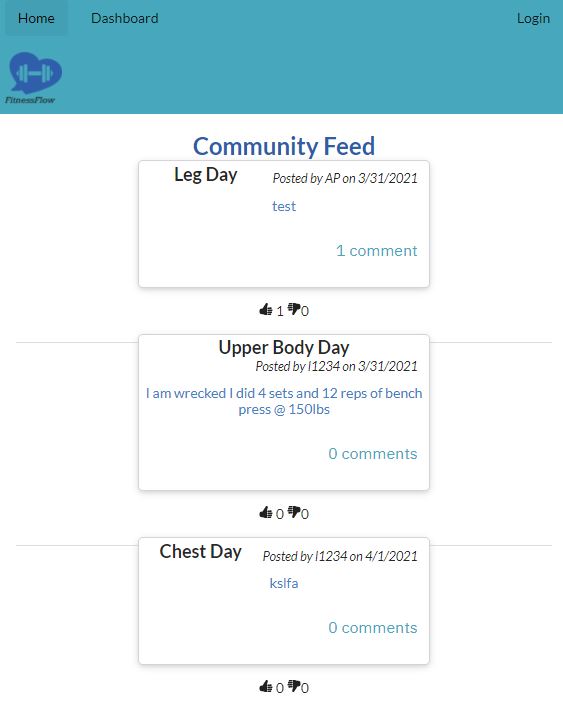 Home Dashboard Login
FitnessFlow
Community Feed
Leg Day Posted by AP on 3/31/2021
test
1 comment
1 0
Upper Body Day
Posted by l1234 on 3/31/2021
I am wrecked I did 4 sets and 12 reps of bench
press @ 150lbs
0 comments
0 0
Chest Day Posted by l1234 on 4/1/2021
kslfa
0 comments
0 0